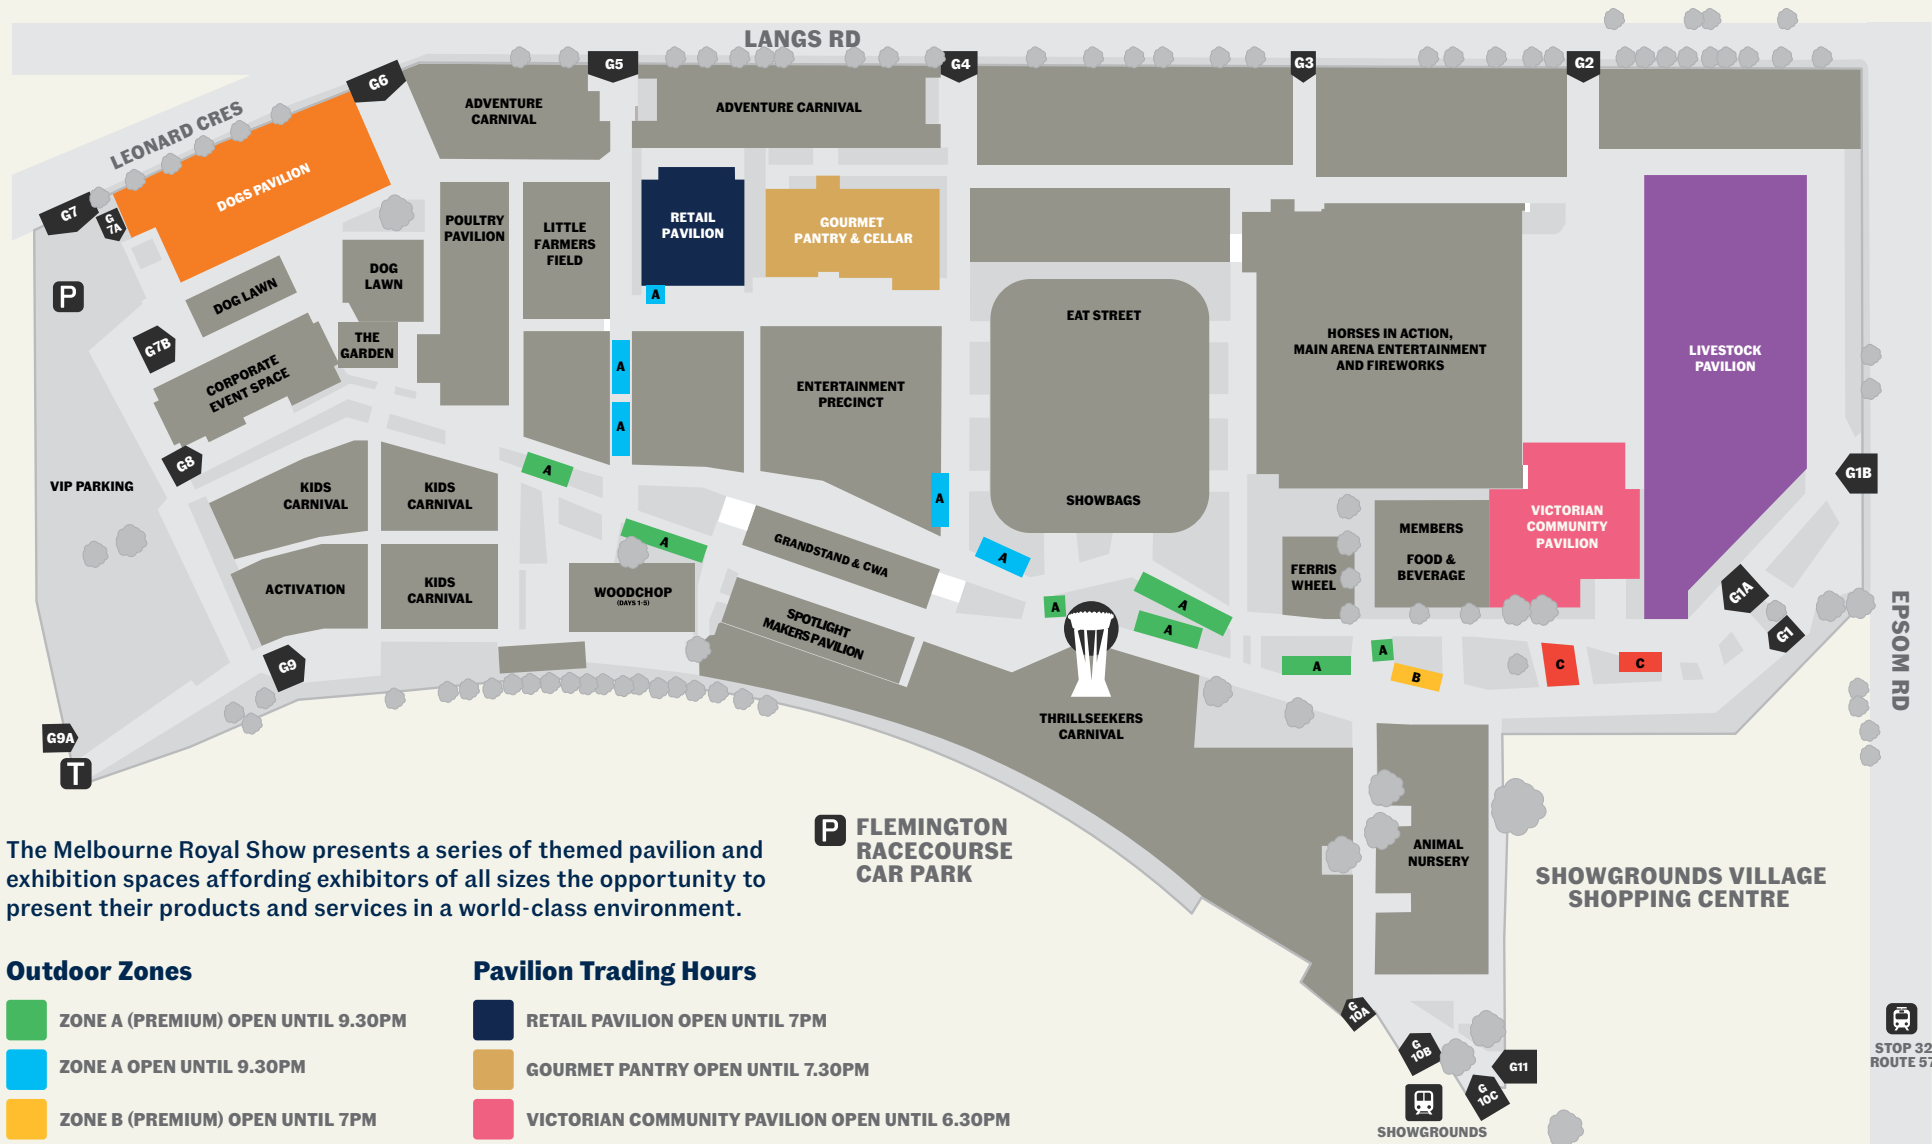 LANGS RD
G5
G4
G3
G2
G6
ADVENTURE
CARNIVAL
ADVENTURE CARNIVAL
LEONARD CRES
DOGS PAVILION
G7
G
7A
POULTRY
PAVILION
LITTLE
FARMERS
FIELD
RETAIL
PAVILION
GOURMET
PANTRY & CELLAR
DOG
LAWN
DOG LAWN
P
A
EAT STREET
THE
GARDEN
G7B
CORPORATE
EVENT SPACE
HORSES IN ACTION,
MAIN ARENA ENTERTAINMENT
AND FIREWORKS
LIVESTOCK
PAVILION
A
ENTERTAINMENT
PRECINCT
A
G8
A
G1B
VIP PARKING
KIDS
CARNIVAL
KIDS
CARNIVAL
A
SHOWBAGS
VICTORIAN
COMMUNITY
PAVILION
MEMBERS
FOOD &
BEVERAGE
A
GRANDSTAND & CWA
A
ACTIVATION
KIDS
CARNIVAL
WOODCHOP
(DAYS 1-5)
FERRIS
WHEEL
G1A
A
A
A
SPOTLIGHT
MAKERS PAVILION
G1
EPSOM RD
G9
A
A
B
C
C
THRILLSEEKERS
CARNIVAL
G9A
T
P
FLEMINGTON
RACECOURSE
CAR PARK
ANIMAL
NURSERY
SHOWGROUNDS VILLAGE
SHOPPING CENTRE
The Melbourne Royal Show presents a series of themed pavilion and
exhibition spaces affording exhibitors of all sizes the opportunity to
present their products and services in a world-class environment.
Outdoor Zones
ZONE A (PREMIUM) OPEN UNTIL 9.30PM
ZONE A OPEN UNTIL 9.30PM
ZONE B (PREMIUM) OPEN UNTIL 7PM
Pavilion Trading Hours
RETAIL PAVILION OPEN UNTIL 7PM
GOURMET PANTRY OPEN UNTIL 7.30PM
VICTORIAN COMMUNITY PAVILION OPEN UNTIL 6.30PM
G
10A
G
10B
G11
G
10C
SHOWGROUNDS
STOP 32
ROUTE 57